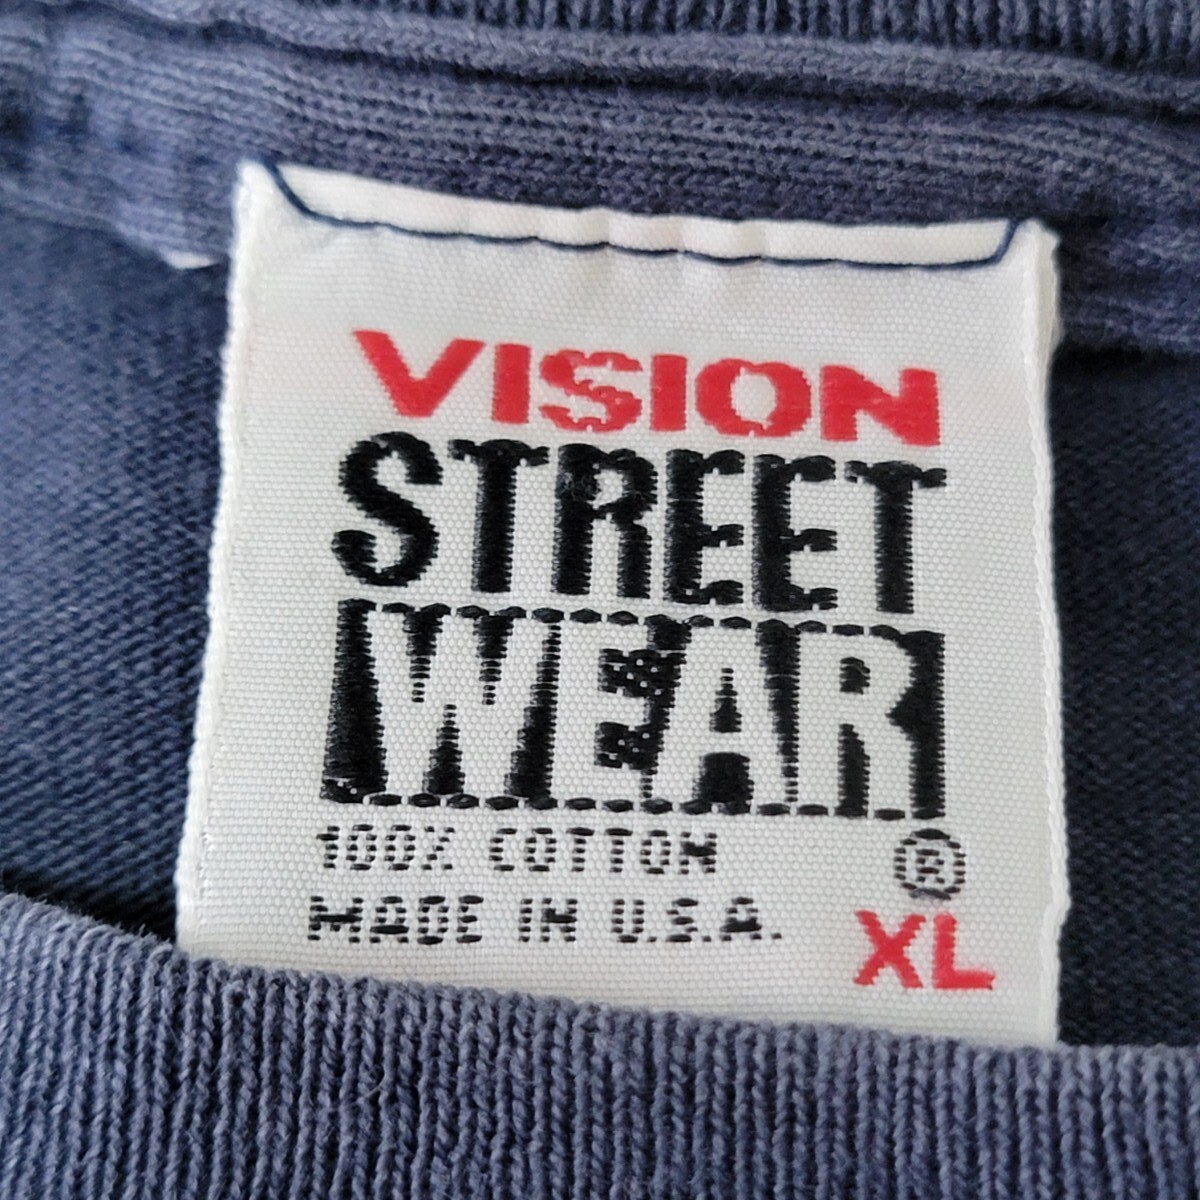 VISION
STREET
WEAR
100% COTTON ®
MADE IN U.S.A. XL